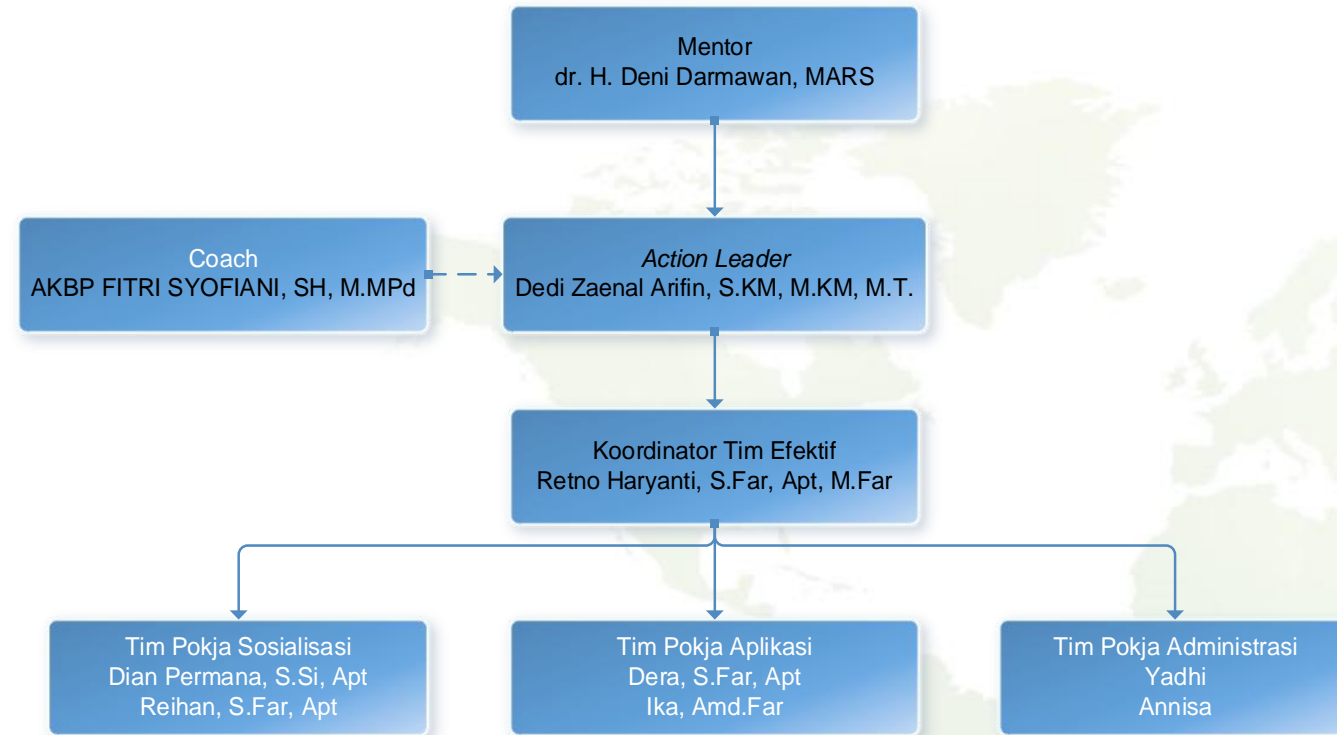 Mentor
dr. H. Deni Darmawan, MARS
Coach
AKBP FITRI SYOFIANI, SH, M.MPd
Action Leader
Dedi Zaenal Arifin, S.KM, M.KM, M.T.
Koordinator Tim Efektif
Retno Haryanti, S.Far, Apt, M.Far
Tim Pokja Sosialisasi
Dian Permana, S.Si, Apt
Reihan, S.Far, Apt
Tim Pokja Aplikasi
Dera, S.Far, Apt
Ika, Amd.Far
Tim Pokja Administrasi
Yadhi
Annisa